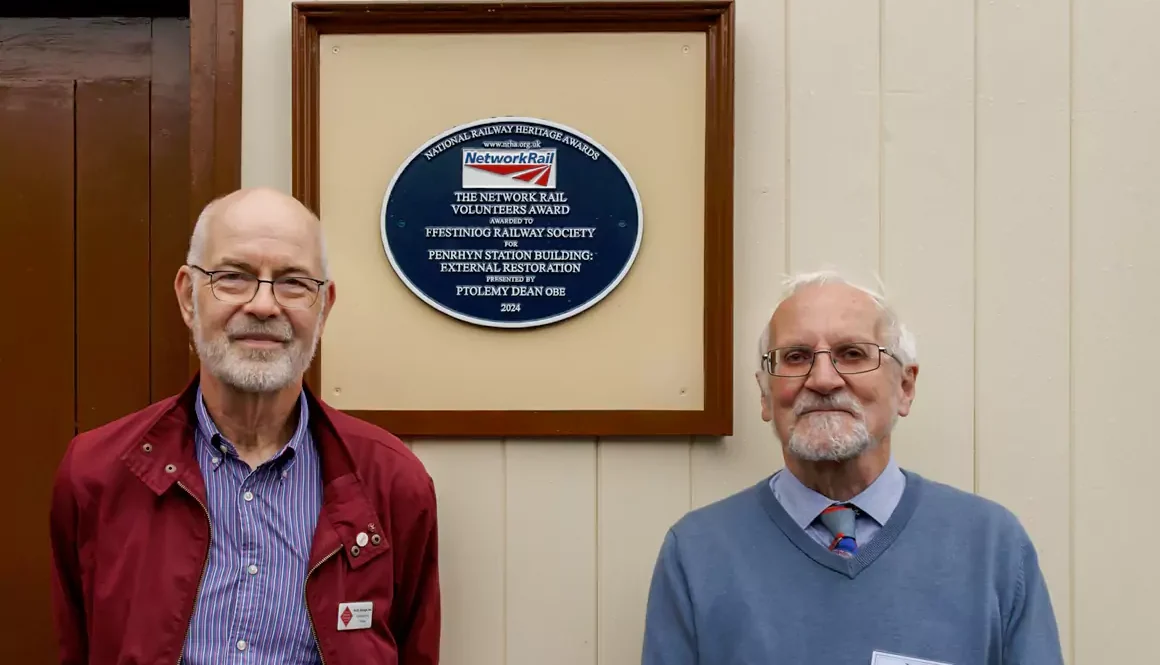 NATIONAL RAILWAY HERITAGE AWARDS
www.nrha.org.uk
NetworkRail
THE NETWORK RAIL
VOLUNTEERS AWARD
AWARDED TO
FFESTINIOG RAILWAY SOCIETY
FOR
PENRHYN STATION BUILDING:
EXTERNAL RESTORATION
PRESENTED BY
PTOLEMY DEAN OBE
2024